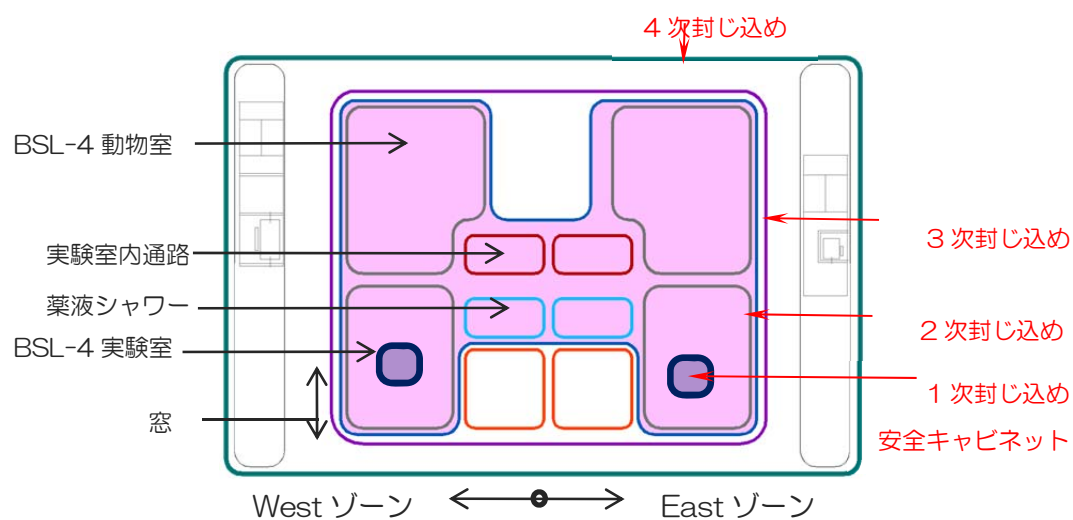 4 次封じ込め
BSL-4 動物室
実験室内通路
薬液シャワー
BSL-4 実験室
窓
3 次封じ込め
2 次封じ込め
1 次封じ込め
安全キャビネット
West ゾーン
East ゾーン